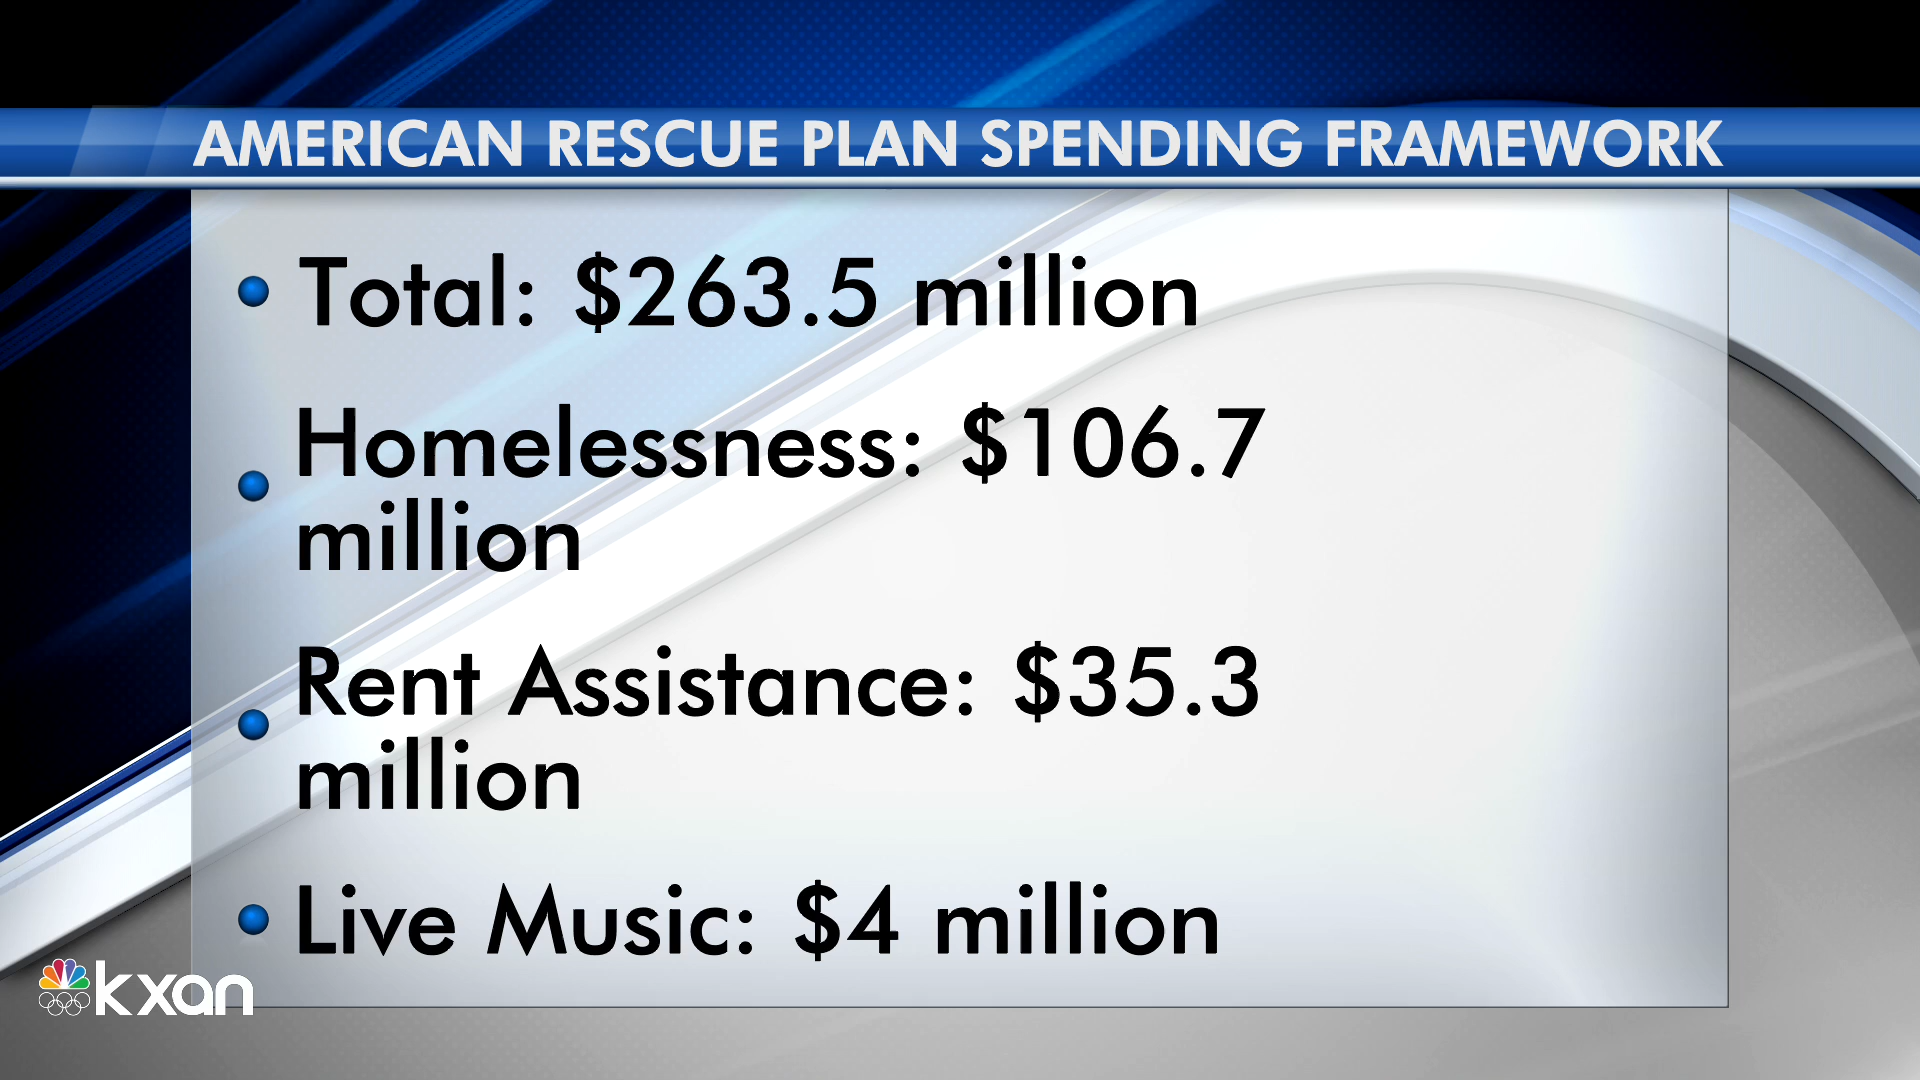 AMERICAN RESCUE PLAN SPENDING FRAMEWORK
Total: $263.5 million
Homelessness: $106.7
million
Rent Assistance: $35.3
million
Live Music: $4 million
kxan